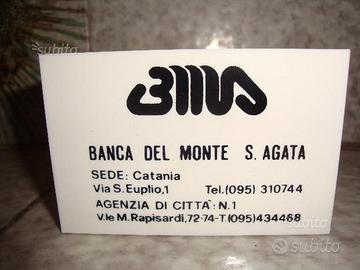 subito
BMSA
BANCA DEL MONTE S. AGATA
SEDE: Catania
Via S. Euplio,1 Tel.(095) 310744
AGENZIA DI CITTA': N.1
V.le M. Rapisardi,72-74-T(095)434468
subito